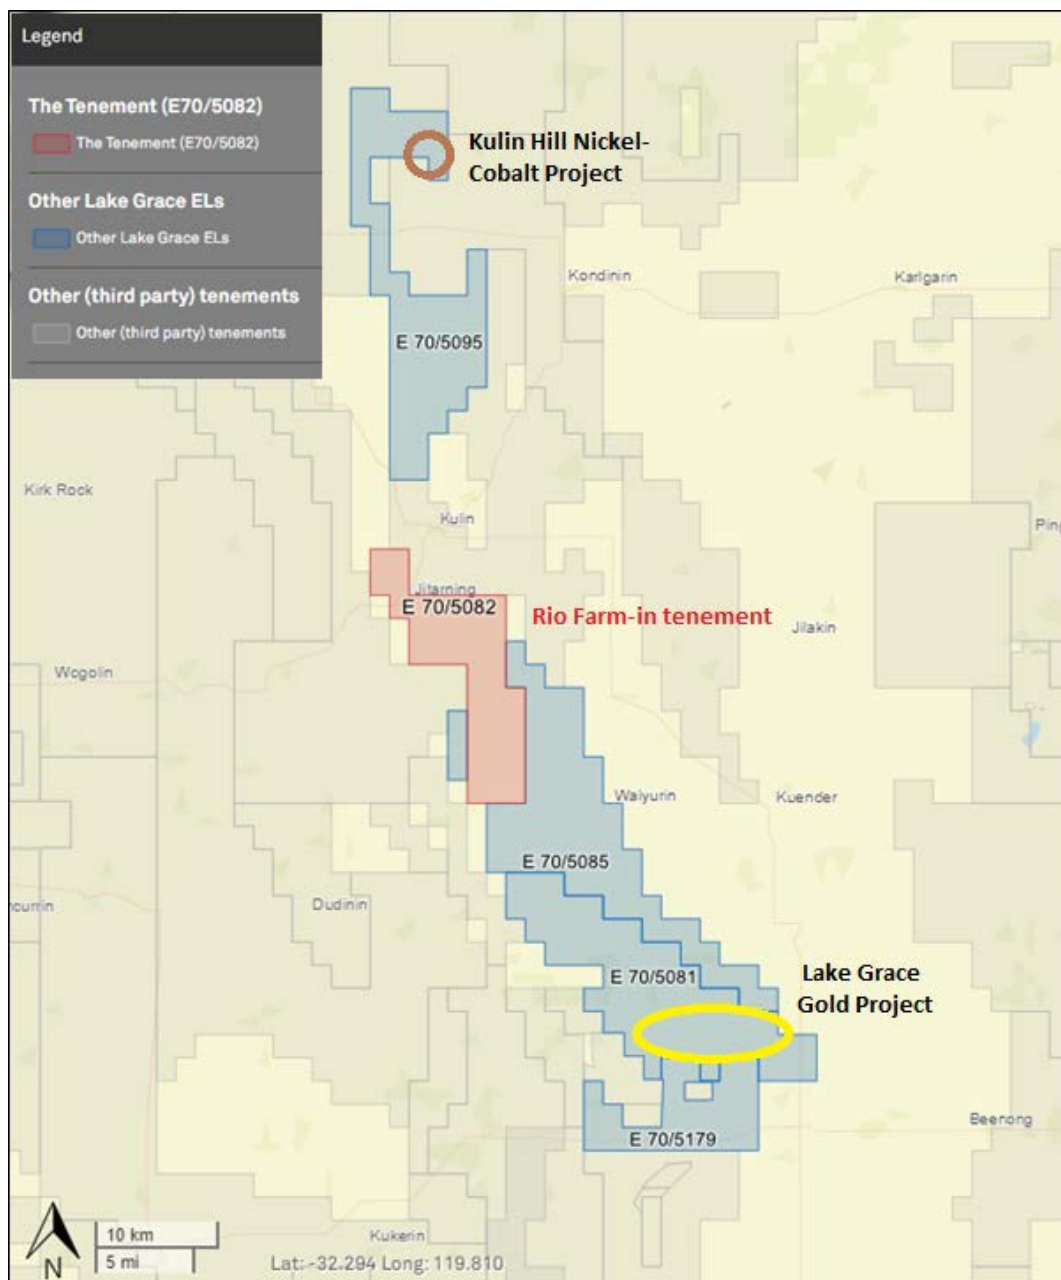 Legend
The Tenement (E70/5082)
The Tenement (E70/5082)
Other Lake Grace ELs
Other Lake Grace ELs
Other (third party) tenements
Other (third party) tenements
Kulin Hill Nickel-
Cobalt Project
Kondinin
Karlgarin
E 70/5095
Kirk Rock
Kulin
Ping
Jitarning
E 70/5082
Rio Farm-in tenement
Jilakin
Wogolin
Walyurin
Kuender
E 70/5085
Dudinin
ncurrin
E 70/5081
Lake Grace
Gold Project
Beenong
E 70/5179
10 km
5 mi
N
Kukerin
Lat: -32.294 Long: 119.810